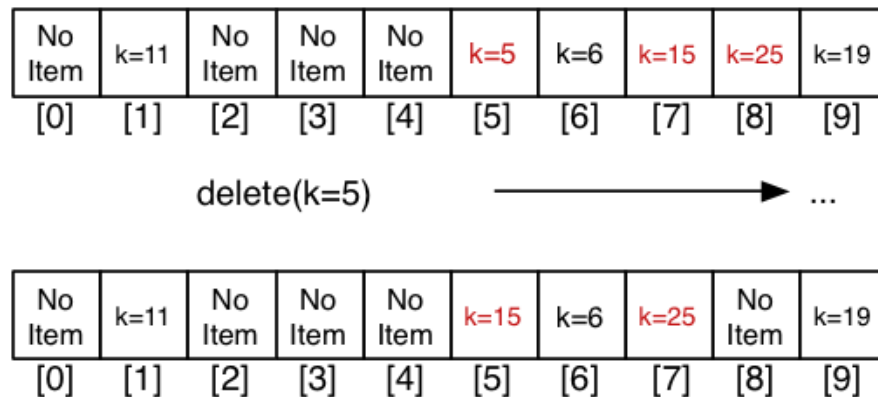 No Item k=11 No Item No Item No Item k=5 k=6 k=15 k=25 k=19
[0] [1] [2] [3] [4] [5] [6] [7] [8] [9]
delete(k=5) ...
No Item k=11 No Item No Item No Item k=15 k=6 k=25 No Item k=19
[0] [1] [2] [3] [4] [5] [6] [7] [8] [9]